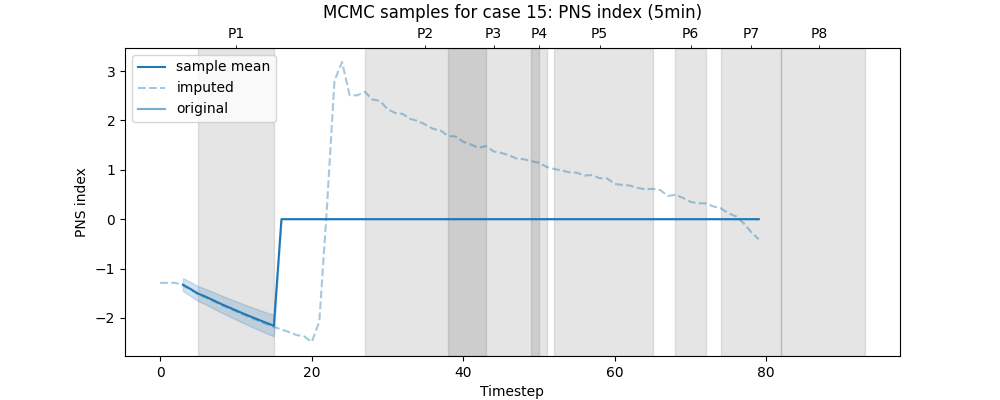 MCMC samples for case 15: PNS index (5min)
P1 P2 P3 P4 P5 P6 P7 P8
sample mean
imputed
original
3
2
1
0
−1
−2
PNS index
0 20 40 60 80
Timestep